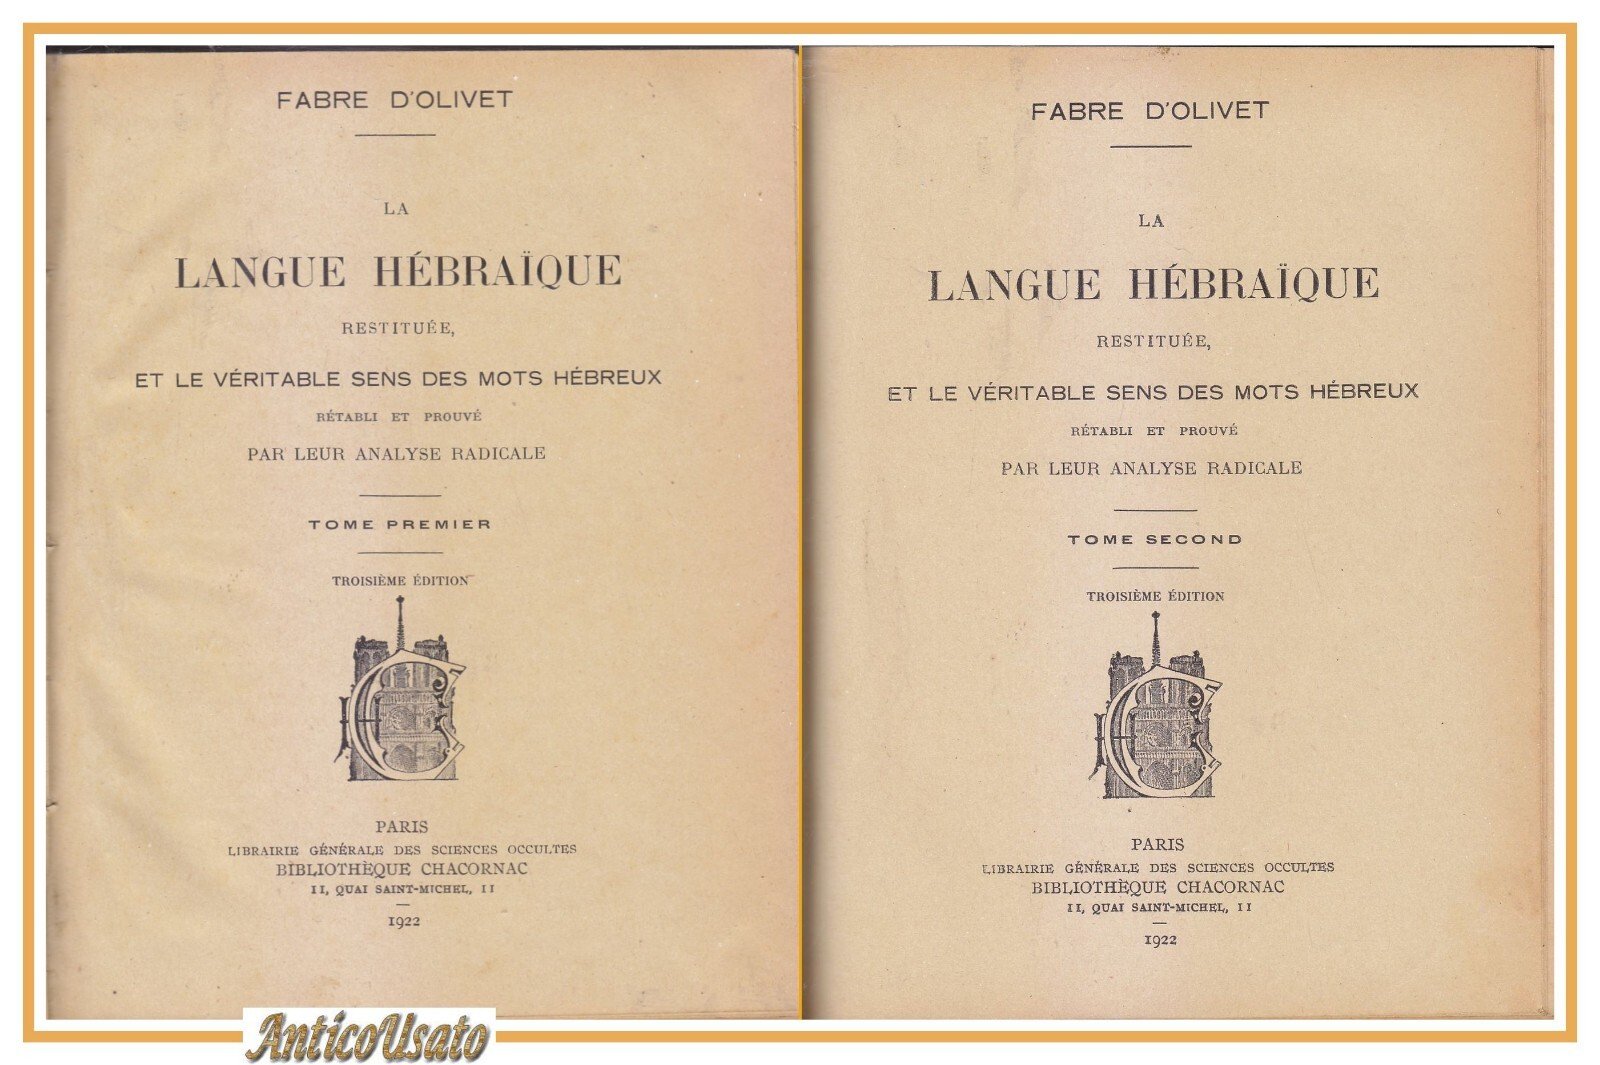 FABRE D'OLIVET
LA
LANGUE HÉBRAÏQUE
RESTITUÉE,
ET LE VÉRITABLE SENS DES MOTS HÉBREUX
RÉTABLI ET PROUVÉ
PAR LEUR ANALYSE RADICALE
TOME PREMIER
TROISIÈME ÉDITION
PARIS
LIBRAIRIE GÉNÉRALE DES SCIENCES OCCULTES
BIBLIOTHÈQUE CHACORNAC
11, QUAI SAINT-MICHEL, 11
1922
FABRE D'OLIVET
LA
LANGUE HÉBRAÏQUE
RESTITUÉE,
ET LE VÉRITABLE SENS DES MOTS HÉBREUX
RÉTABLI ET PROUVÉ
PAR LEUR ANALYSE RADICALE
TOME SECOND
TROISIÈME ÉDITION
PARIS
LIBRAIRIE GÉNÉRALE DES SCIENCES OCCULTES
BIBLIOTHÈQUE CHACORNAC
11, QUAI SAINT-MICHEL, 11
1922
AnticoUsato